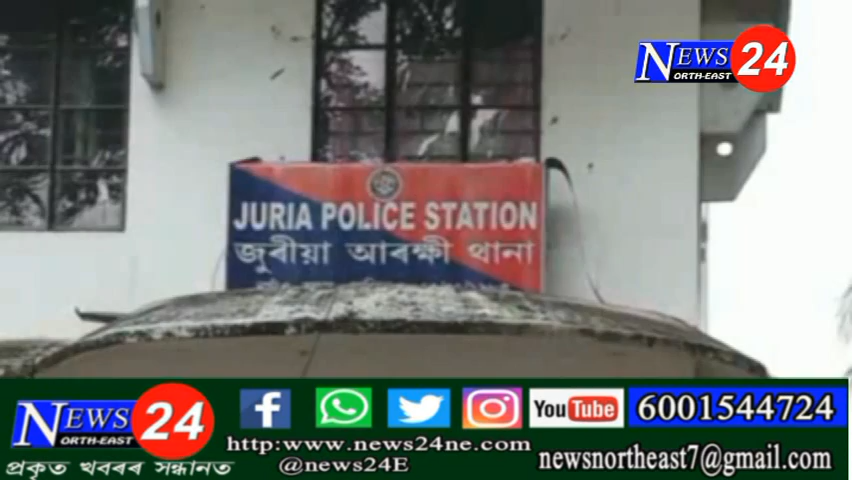 NEWS 24
NORTH-EAST
JURIA POLICE STATION
জুৰীয়া আৰক্ষী থানা
NEWS 24
NORTH-EAST
প্ৰকৃত খবৰৰ সন্ধানত
http:www.news24ne.com
@news24E
YouTube
6001544724
newsnortheast7@gmail.com